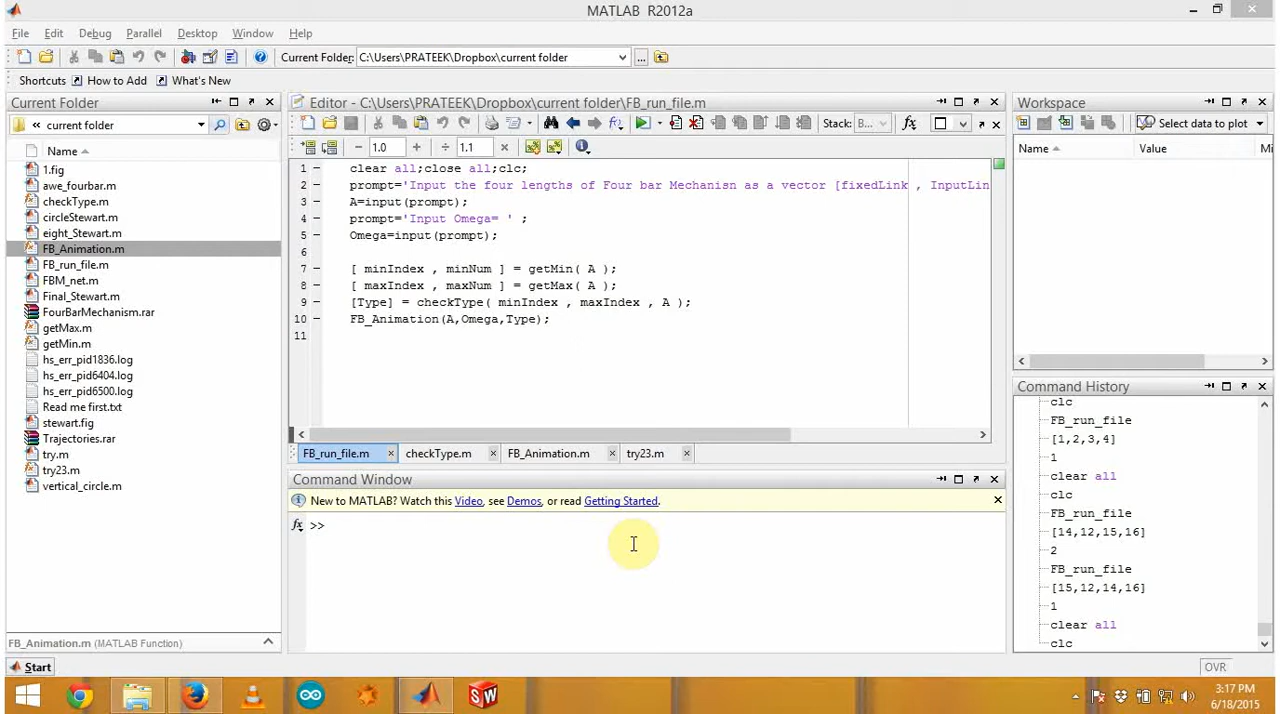 MATLAB R2012a
File Edit Debug Parallel Desktop Window Help
Current Folder: C:\Users\PRATEEK\Dropbox\current folder
Shortcuts How to Add What's New
Current Folder
« current folder
Name
1.fig
awe_fourbar.m
checkType.m
circleStewart.m
eight_Stewart.m
FB_Animation.m
FB_run_file.m
FBM_net.m
Final_Stewart.m
FourBarMechanism.rar
getMax.m
getMin.m
hs_err_pid1836.log
hs_err_pid6404.log
hs_err_pid6500.log
Read me first.txt
stewart.fig
Trajectories.rar
try.m
try23.m
vertical_circle.m
FB_Animation.m (MATLAB Function)
Editor - C:\Users\PRATEEK\Dropbox\current folder\FB_run_file.m
Stack: B...
− 1.0 + ÷ 1.1 ×
1 − clear all;close all;clc;
2 − prompt='Input the four lengths of Four bar Mechanisn as a vector [fixedLink , InputLin
3 − A=input(prompt);
4 − prompt='Input Omega= ' ;
5 − Omega=input(prompt);
6
7 − [ minIndex , minNum ] = getMin( A );
8 − [ maxIndex , maxNum ] = getMax( A );
9 − [Type] = checkType( minIndex , maxIndex , A );
10 − FB_Animation(A,Omega,Type);
11
FB_run_file.m checkType.m FB_Animation.m try23.m
Command Window
New to MATLAB? Watch this Video, see Demos, or read Getting Started.
fx >>
Workspace
Select data to plot
Name Value Mi
Command History
clc
FB_run_file
[1,2,3,4]
1
clear all
clc
FB_run_file
[14,12,15,16]
2
FB_run_file
[15,12,14,16]
1
clear all
clc
Start
OVR
3:17 PM
6/18/2015